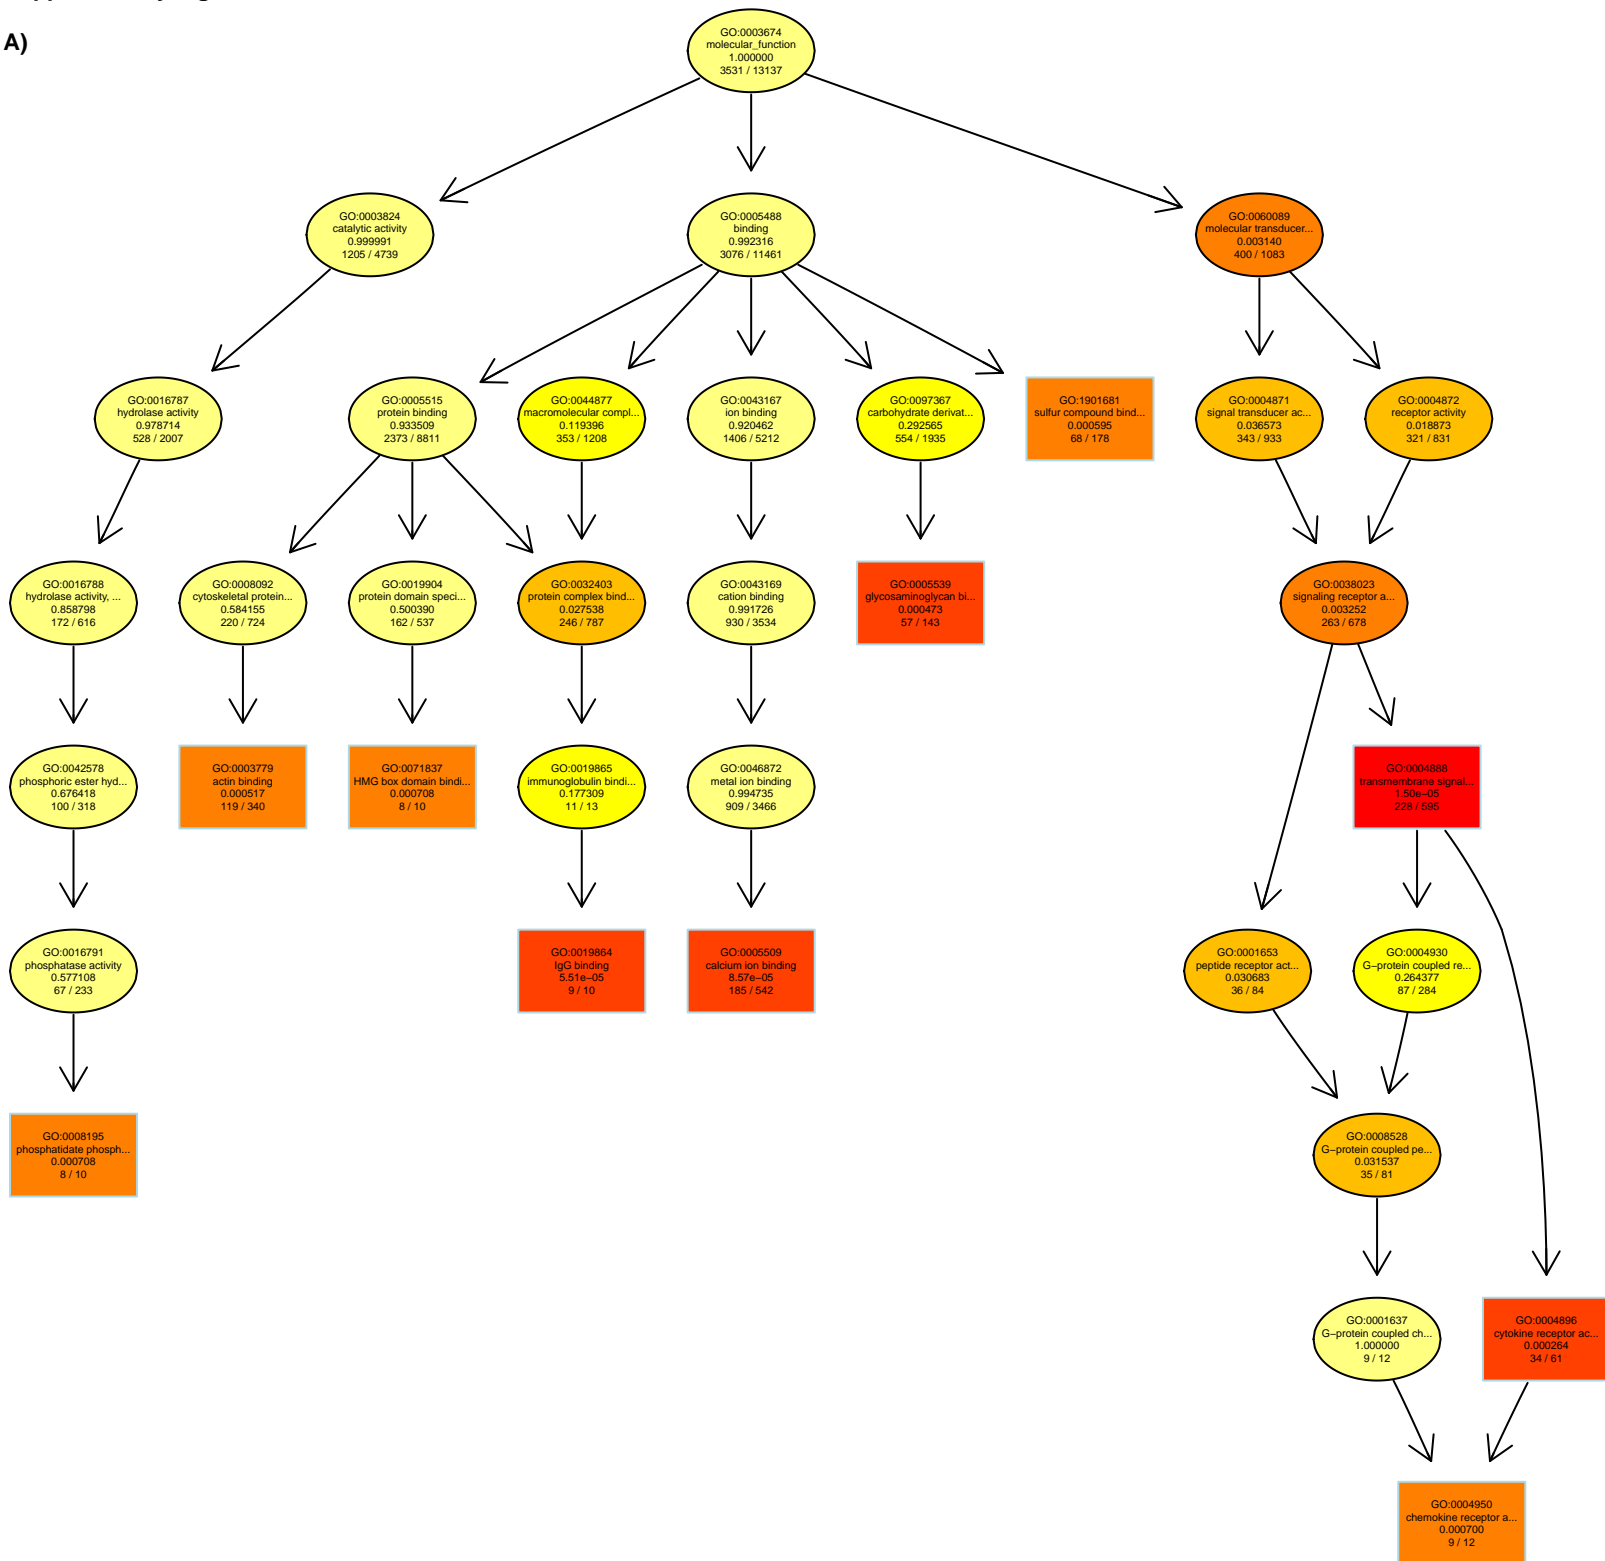 A)
GO:0003674
molecular_function
1.000000
3531 / 13137
GO:0003824
catalytic activity
0.999991
1205 / 4739
GO:0005488
binding
0.992316
3076 / 11461
GO:0060089
molecular transducer...
0.003140
400 / 1083
GO:0016787
hydrolase activity
0.978714
528 / 2007
GO:0005515
protein binding
0.933509
2373 / 8811
GO:0044877
macromolecular compl...
0.119396
353 / 1208
GO:0043167
ion binding
0.920462
1406 / 5212
GO:0097367
carbohydrate derivat...
0.292565
554 / 1935
GO:1901681
sulfur compound bind...
0.000595
68 / 178
GO:0004871
signal transducer ac...
0.036573
343 / 933
GO:0004872
receptor activity
0.018873
321 / 831
GO:0016788
hydrolase activity, ...
0.858798
172 / 616
GO:0008092
cytoskeletal protein...
0.584155
220 / 724
GO:0019904
protein domain speci...
0.500390
162 / 537
GO:0032403
protein complex bind...
0.027538
246 / 787
GO:0043169
cation binding
0.991726
930 / 3534
GO:0005539
glycosaminoglycan bi...
0.000473
57 / 143
GO:0038023
signaling receptor a...
0.003252
263 / 678
GO:0042578
phosphoric ester hyd...
0.676418
100 / 318
GO:0003779
actin binding
0.000517
119 / 340
GO:0071837
HMG box domain bindi...
0.000708
8 / 10
GO:0019865
immunoglobulin bindi...
0.177309
11 / 13
GO:0046872
metal ion binding
0.994735
909 / 3466
GO:0004888
transmembrane signal...
1.50e−05
228 / 595
GO:0016791
phosphatase activity
0.577108
67 / 233
GO:0019864
IgG binding
5.51e−05
9 / 10
GO:0005509
calcium ion binding
8.57e−05
185 / 542
GO:0001653
peptide receptor act...
0.030683
36 / 84
GO:0004930
G−protein coupled re...
0.264377
87 / 284
GO:0008195
phosphatidate phosph...
0.000708
8 / 10
GO:0008528
G−protein coupled pe...
0.031537
35 / 81
GO:0001637
G−protein coupled ch...
1.000000
9 / 12
GO:0004896
cytokine receptor ac...
0.000264
34 / 61
GO:0004950
chemokine receptor a...
0.000700
9 / 12